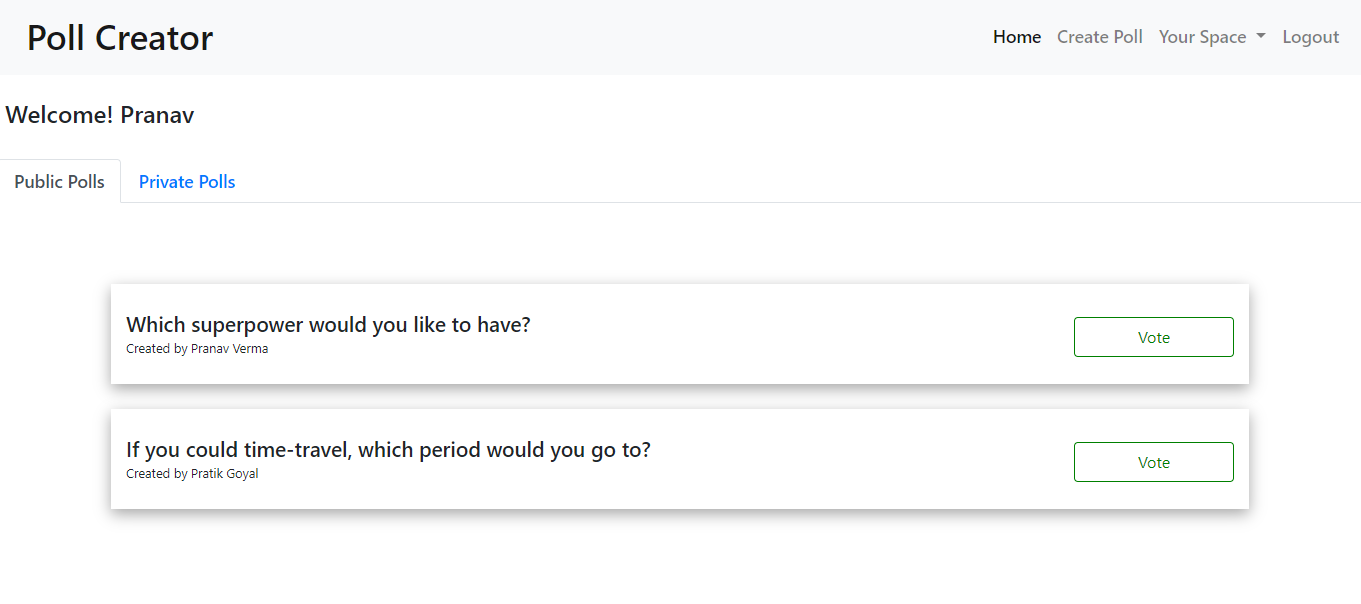 Poll Creator
Home Create Poll Your Space Logout
Welcome! Pranav
Public Polls Private Polls
Which superpower would you like to have?
Created by Pranav Verma
Vote
If you could time-travel, which period would you go to?
Created by Pratik Goyal
Vote